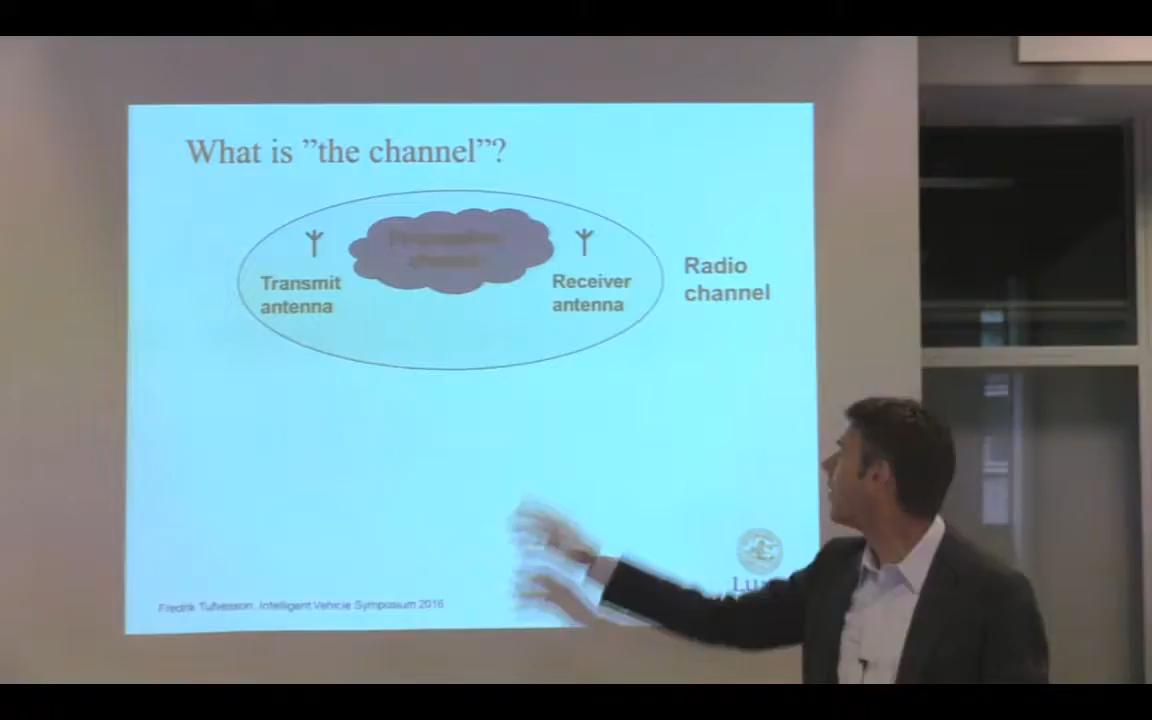 What is ”the channel”?
Transmit
antenna
Receiver
antenna
Radio
channel
Fredrik Tufvesson, Intelligent Vehicle Symposium 2016